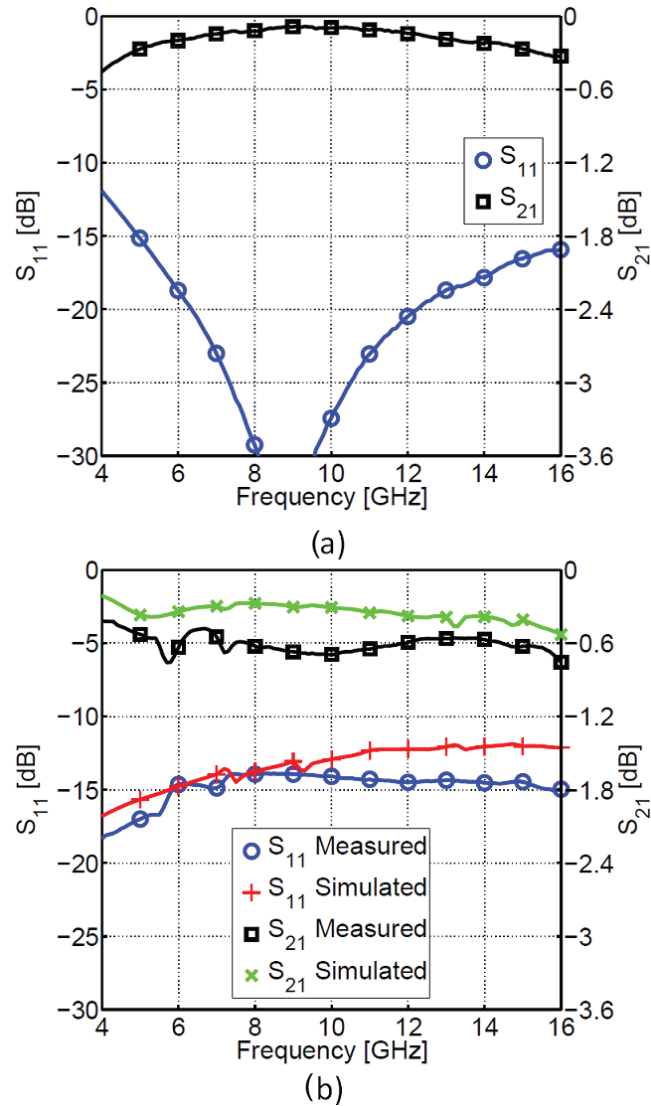 0 0
−5 −0.6
−10 −1.2
−15 −1.8
−20 −2.4
−25 −3
−30 −3.6
S11 [dB]
S21 [dB]
S11
S21
4 6 8 10 12 14 16
Frequency [GHz]
(a)
0 0
−5 −0.6
−10 −1.2
−15 −1.8
−20 −2.4
−25 −3
−30 −3.6
S11 [dB]
S21 [dB]
S11 Measured
S11 Simulated
S21 Measured
S21 Simulated
4 6 8 10 12 14 16
Frequency [GHz]
(b)